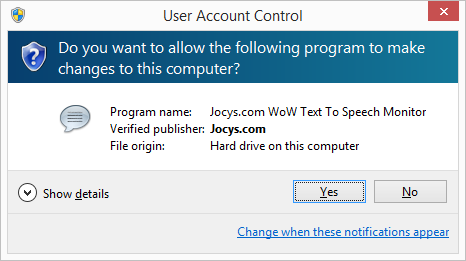 User Account Control
Do you want to allow the following program to make
changes to this computer?
Program name: Jocys.com WoW Text To Speech Monitor
Verified publisher: Jocys.com
File origin: Hard drive on this computer
Show details
Yes
No
Change when these notifications appear